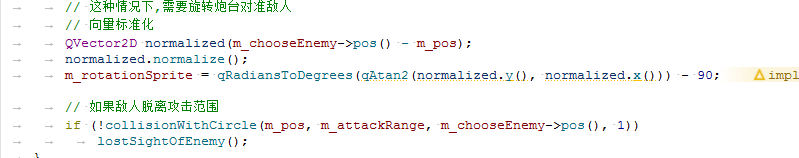 // 这种情况下,需要旋转炮台对准敌人
// 向量标准化
QVector2D normalized(m_chooseEnemy->pos() - m_pos);
normalized.normalize();
m_rotationSprite = qRadiansToDegrees(qAtan2(normalized.y(), normalized.x())) - 90; impl
// 如果敌人脱离攻击范围
if (!collisionWithCircle(m_pos, m_attackRange, m_chooseEnemy->pos(), 1))
lostSightOfEnemy();
}